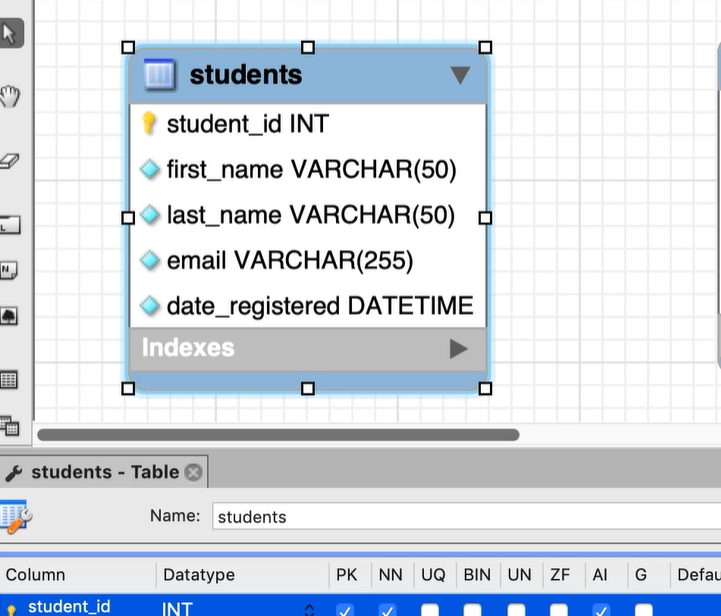 students
student_id INT
first_name VARCHAR(50)
last_name VARCHAR(50)
email VARCHAR(255)
date_registered DATETIME
Indexes
students - Table
Name: students
Column Datatype PK NN UQ BIN UN ZF AI G Defau
student_id INT